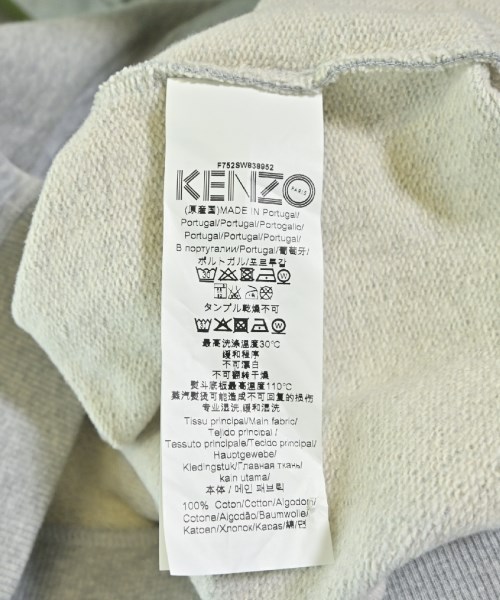 F752SW838952
KENZO
PARIS
(原産国)MADE IN Portugal/
Portugal/Portugal/Portogallo/
Portugal/Portugal/Portugal/
В португалии/Portugal/葡萄牙/
ポルトガル/포르투갈
タンブル乾燥不可
最高洗涤温度30℃
缓和程序
不可漂白
不可翻转干燥
熨斗底板最高温度110℃
蒸汽熨烫可能造成不可回复的损伤
专业湿洗,缓和湿洗
Tissu principal/Main fabric/
Tejido principal /
Tessuto principale/Tecido principal/
Hauptgewebe/
Kledingstuk/Главная ткань/
kain utama/
本体 / 메인 패브릭
100% Coton/Cotton/Algodon/
Cotone/Algodão/Baumwolle/
Katoen/Хлопок/Kapas/綿/면